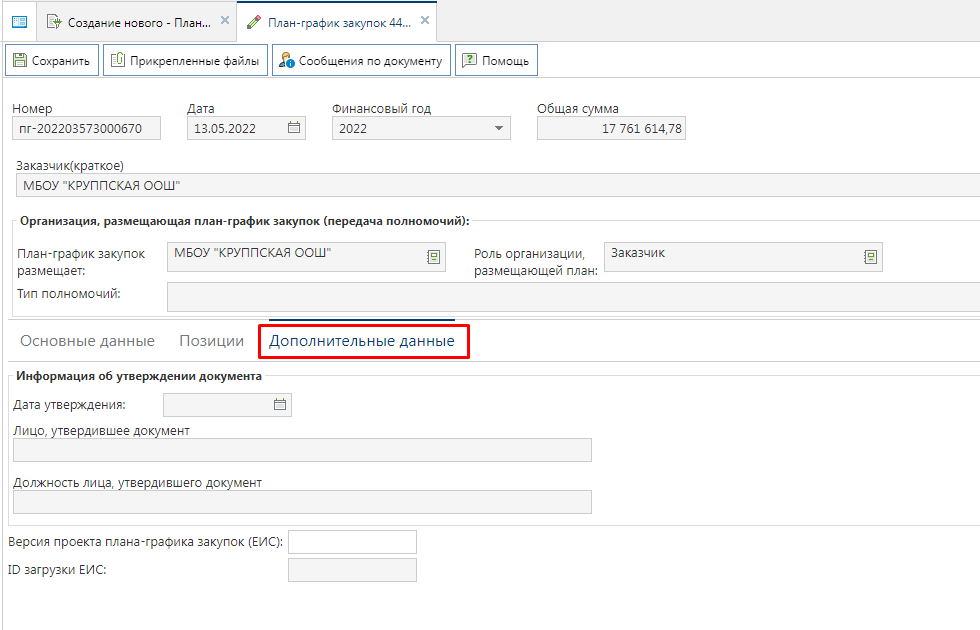 Создание нового - План...
План-график закупок 44...
Сохранить
Прикрепленные файлы
Сообщения по документу
Помощь
Номер
Дата
Финансовый год
Общая сумма
пг-202203573000670
13.05.2022
2022
17 761 614,78
Заказчик(краткое)
МБОУ "КРУППСКАЯ ООШ"
Организация, размещающая план-график закупок (передача полномочий):
План-график закупок
размещает:
МБОУ "КРУППСКАЯ ООШ"
Роль организации,
размещающей план:
Заказчик
Тип полномочий:
Основные данные
Позиции
Дополнительные данные
Информация об утверждении документа
Дата утверждения:
Лицо, утвердившее документ
Должность лица, утвердившего документ
Версия проекта плана-графика закупок (ЕИС):
ID загрузки ЕИС: